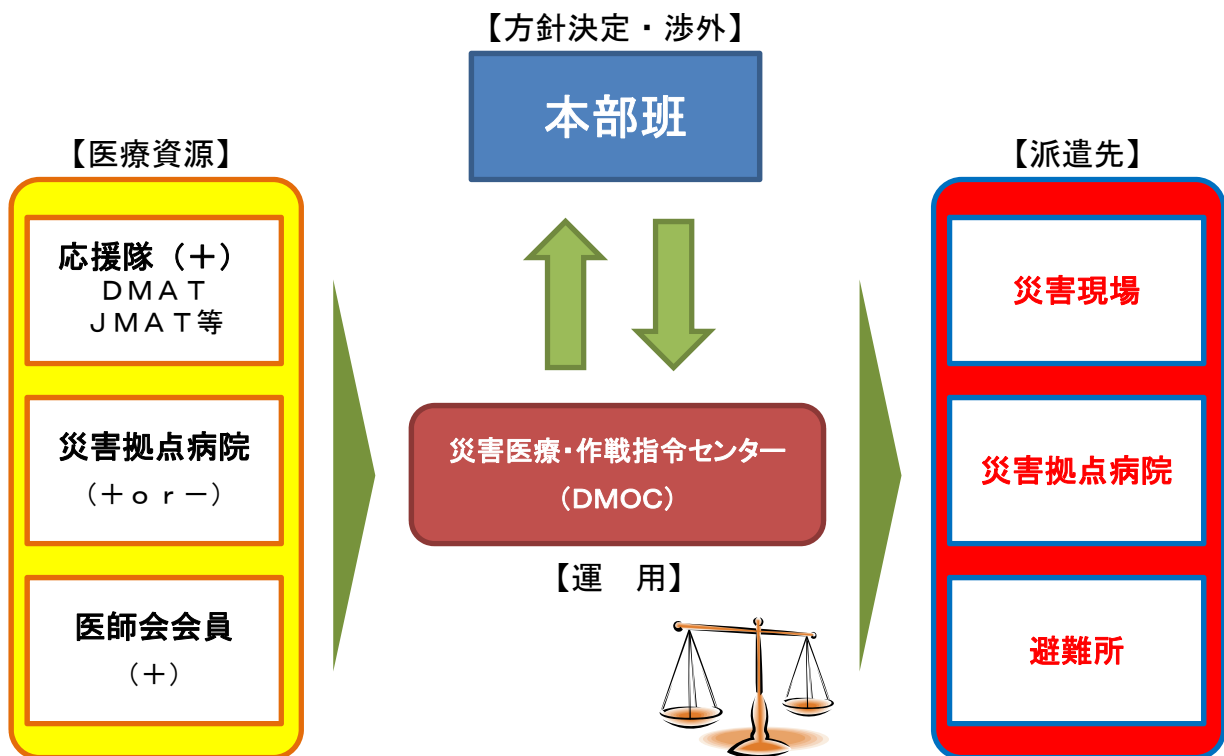 【方針決定・渉外】
本部班
【医療資源】
応援隊（＋）
ＤＭＡＴ
ＪＭＡＴ等
災害拠点病院
（＋ｏｒ－）
医師会会員
（＋）
災害医療・作戦指令センター
（DMOC）
【運　用】
【派遣先】
災害現場
災害拠点病院
避難所